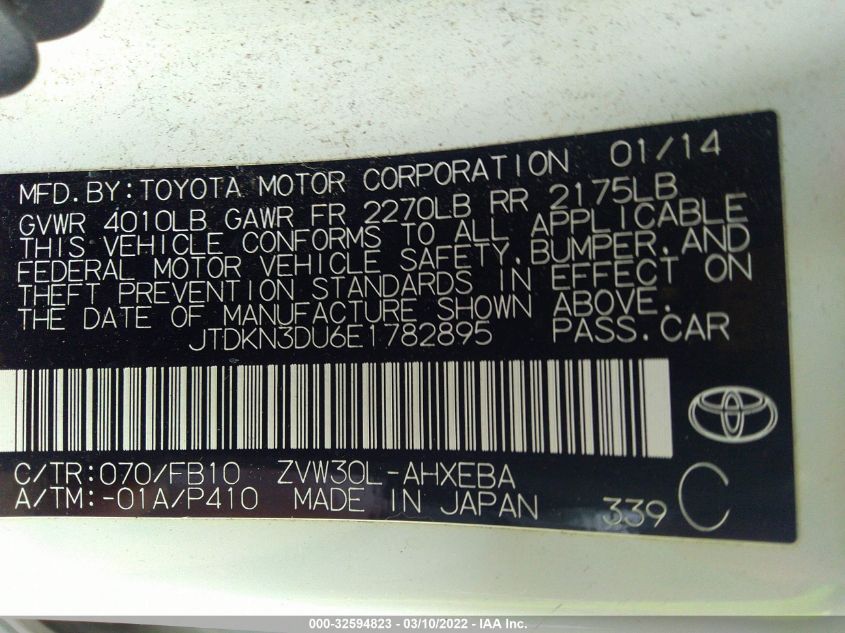 MFD.BY:TOYOTA MOTOR CORPORATION 01/14
GVWR 4010LB GAWR FR 2270LB RR 2175LB
THIS VEHICLE CONFORMS TO ALL APPLICABLE
FEDERAL MOTOR VEHICLE SAFETY,BUMPER,AND
THEFT PREVENTION STANDARDS IN EFFECT ON
THE DATE OF MANUFACTURE SHOWN ABOVE.
JTDKN3DU6E1782895 PASS.CAR
C/TR:070/FB10 ZVW30L-AHXEBA
A/TM:-01A/P410 MADE IN JAPAN 339 C
000-32594823 - 03/10/2022 - IAA Inc.